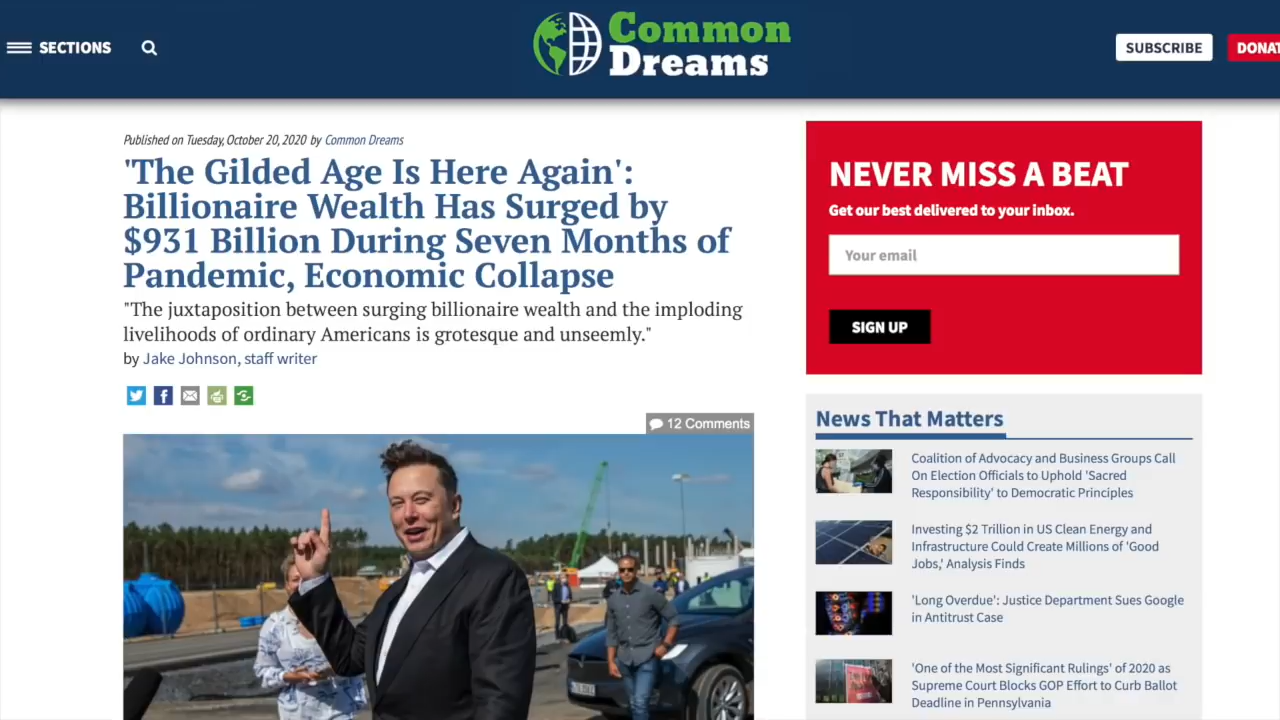 SECTIONS
Common
Dreams
SUBSCRIBE
DONAT
Published on Tuesday, October 20, 2020 by Common Dreams
'The Gilded Age Is Here Again':
Billionaire Wealth Has Surged by
$931 Billion During Seven Months of
Pandemic, Economic Collapse
"The juxtaposition between surging billionaire wealth and the imploding
livelihoods of ordinary Americans is grotesque and unseemly."
by Jake Johnson, staff writer
12 Comments
NEVER MISS A BEAT
Get our best delivered to your inbox.
Your email
SIGN UP
News That Matters
Coalition of Advocacy and Business Groups Call
On Election Officials to Uphold 'Sacred
Responsibility' to Democratic Principles
Investing $2 Trillion in US Clean Energy and
Infrastructure Could Create Millions of 'Good
Jobs,' Analysis Finds
'Long Overdue': Justice Department Sues Google
in Antitrust Case
'One of the Most Significant Rulings' of 2020 as
Supreme Court Blocks GOP Effort to Curb Ballot
Deadline in Pennsylvania